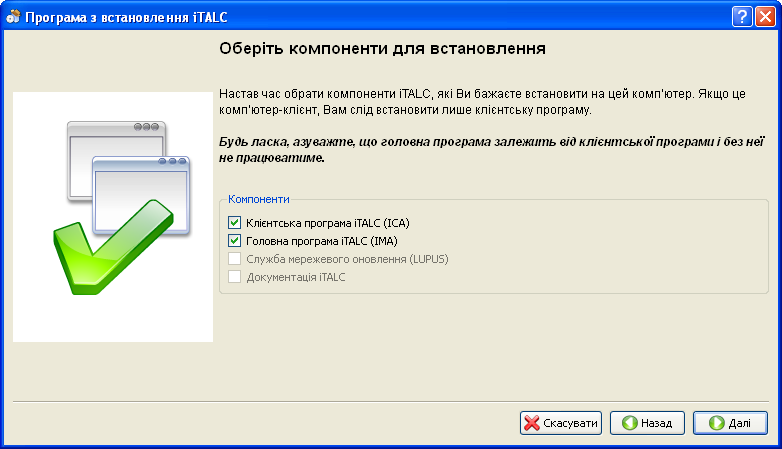 Програма з встановлення iTALC
Оберіть компоненти для встановлення
Настав час обрати компоненти iTALC, які Ви бажаєте встановити на цей комп'ютер. Якщо це
комп'ютер-клієнт, Вам слід встановити лише клієнтську програму.
Будь ласка, азуважте, що головна програма залежить від клієнтської програми і без неї
не працюватиме.
Компоненти
Клієнтська програма iTALC (ICA)
Головна програма iTALC (IMA)
Служба мережевого оновлення (LUPUS)
Документація iTALC
Скасувати
Назад
Далі